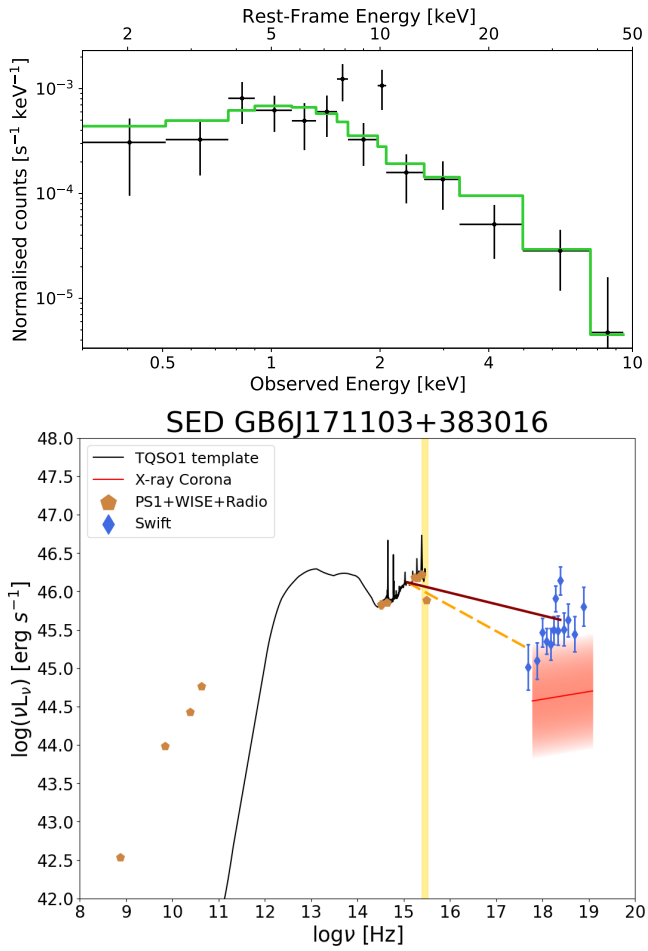 Rest-Frame Energy [keV]
2 5 10 20 50
Normalised counts [s⁻¹ keV⁻¹]
10⁻³
10⁻⁴
10⁻⁵
0.5 1 2 4 10
Observed Energy [keV]
SED GB6J171103+383016
48.0
47.5
47.0
46.5
46.0
45.5
45.0
44.5
44.0
43.5
43.0
42.5
42.0
log(νLᵥ) [erg s⁻¹]
TQSO1 template
X-ray Corona
PS1+WISE+Radio
Swift
8 9 10 11 12 13 14 15 16 17 18 19 20
logν [Hz]